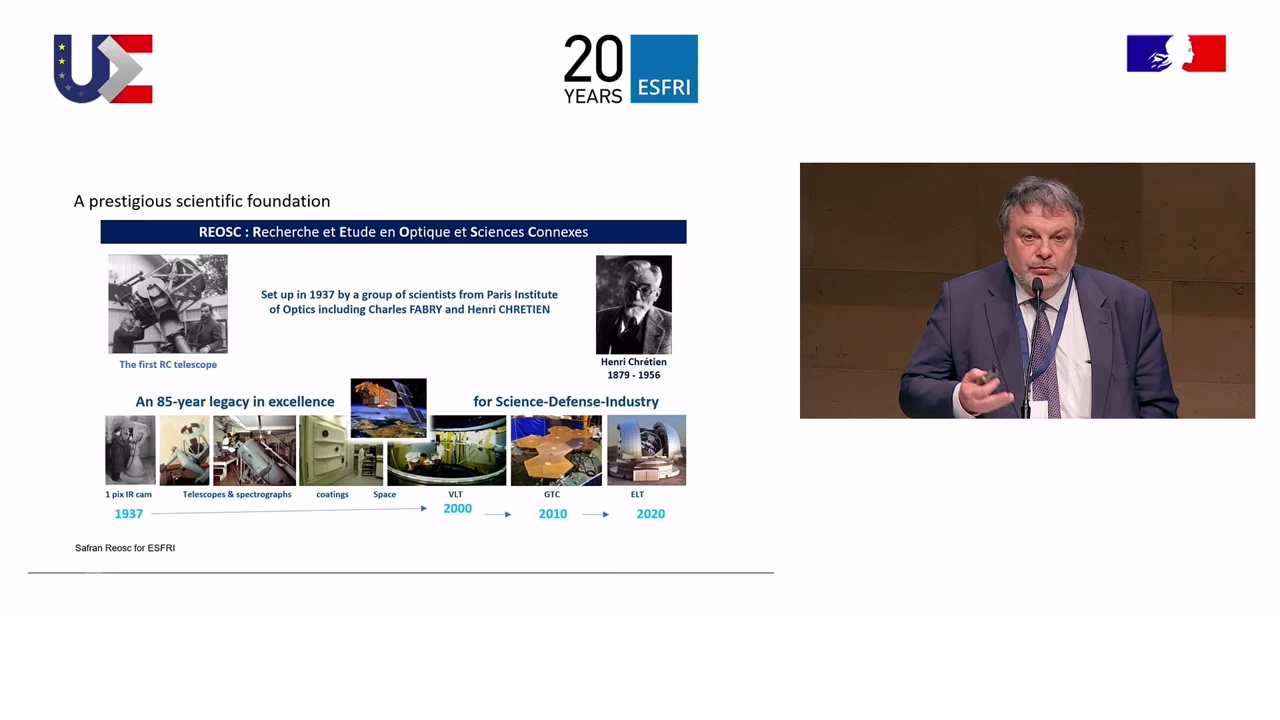 20
YEARS
ESFRI
A prestigious scientific foundation
REOSC : Recherche et Etude en Optique et Sciences Connexes
Set up in 1937 by a group of scientists from Paris Institute
of Optics including Charles FABRY and Henri CHRETIEN
The first RC telescope
Henri Chrétien
1879 - 1956
An 85-year legacy in excellence
for Science-Defense-Industry
1 pix IR cam
Telescopes & spectrographs
coatings
Space
VLT
GTC
ELT
1937
2000
2010
2020
Safran Reosc for ESFRI